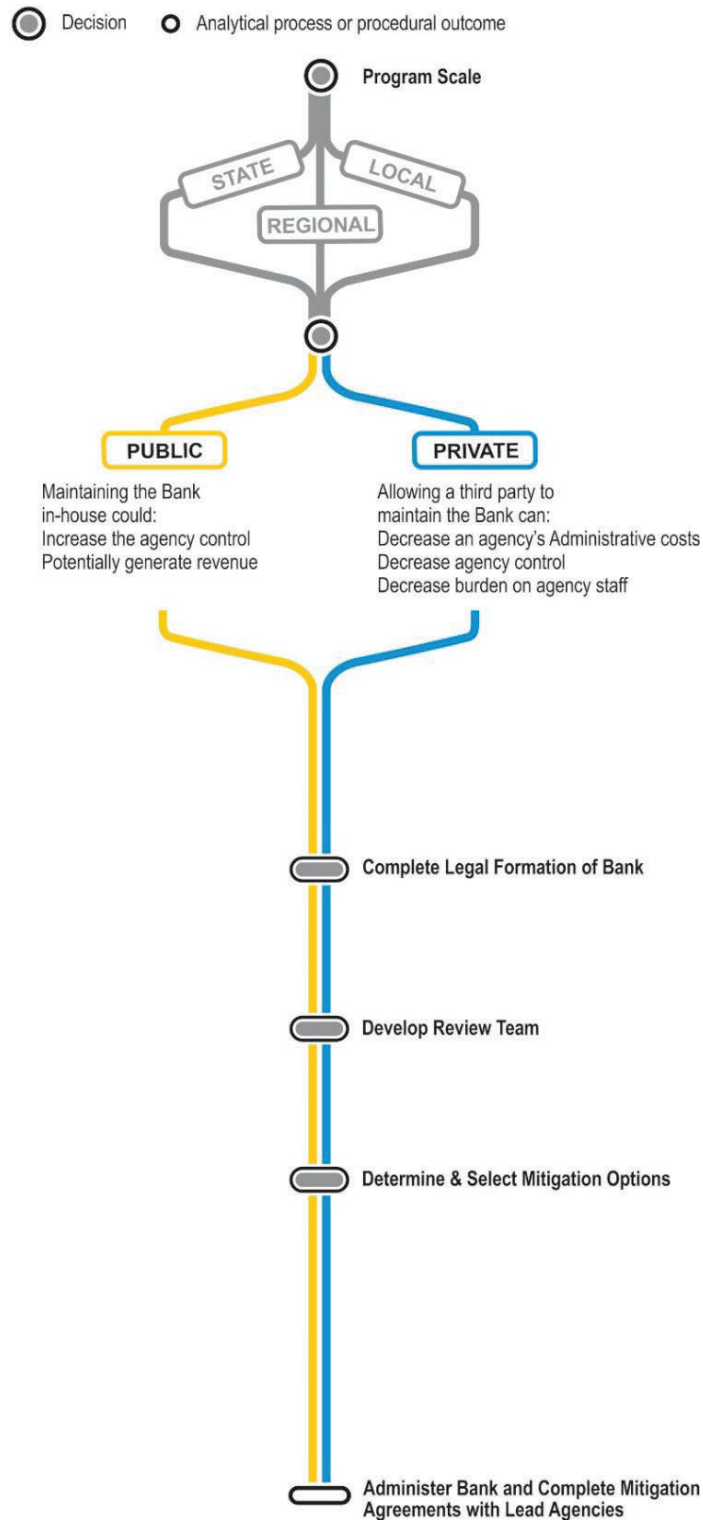 Decision
Analytical process or procedural outcome
Program Scale
STATE
LOCAL
REGIONAL
PUBLIC
Maintaining the Bank
in-house could:
Increase the agency control
Potentially generate revenue
PRIVATE
Allowing a third party to
maintain the Bank can:
Decrease an agency's Administrative costs
Decrease agency control
Decrease burden on agency staff
Complete Legal Formation of Bank
Develop Review Team
Determine & Select Mitigation Options
Administer Bank and Complete Mitigation
Agreements with Lead Agencies